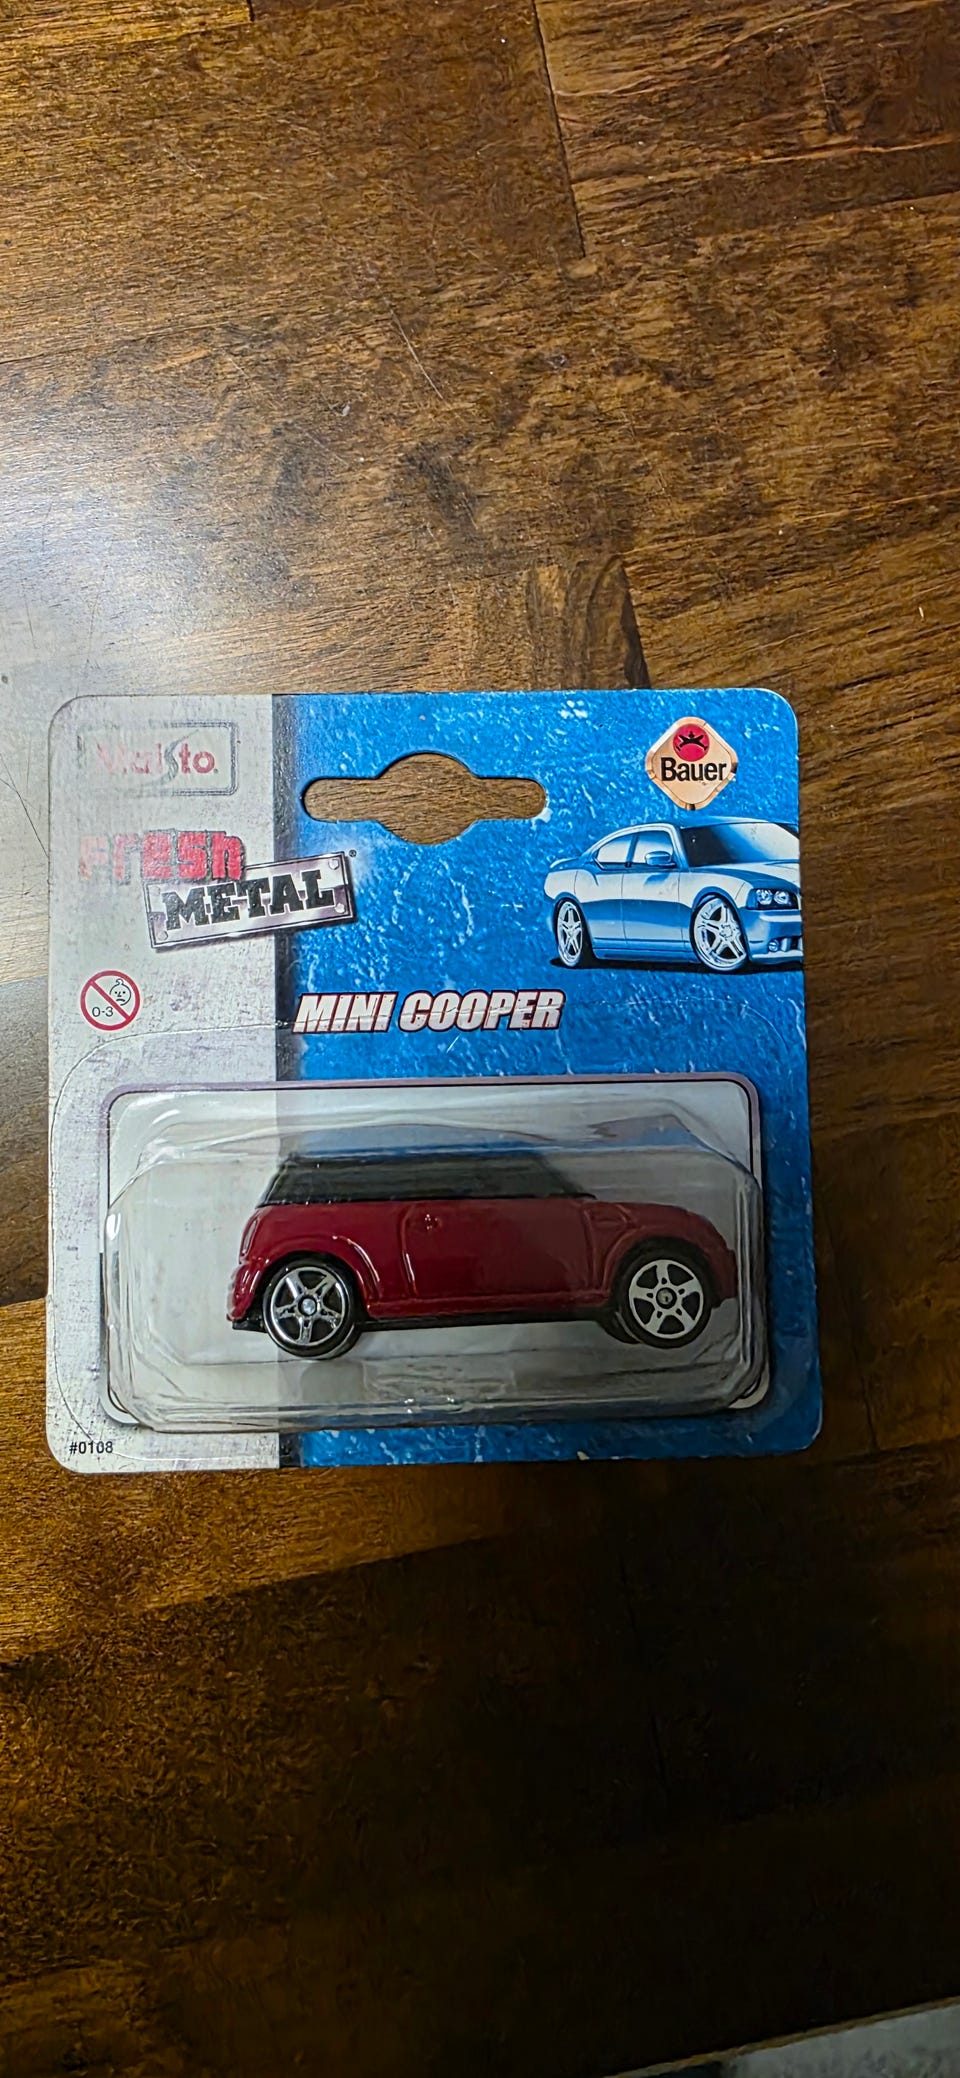 Maisto
Bauer
Fresh
METAL®
0-3
MINI COOPER
#0108